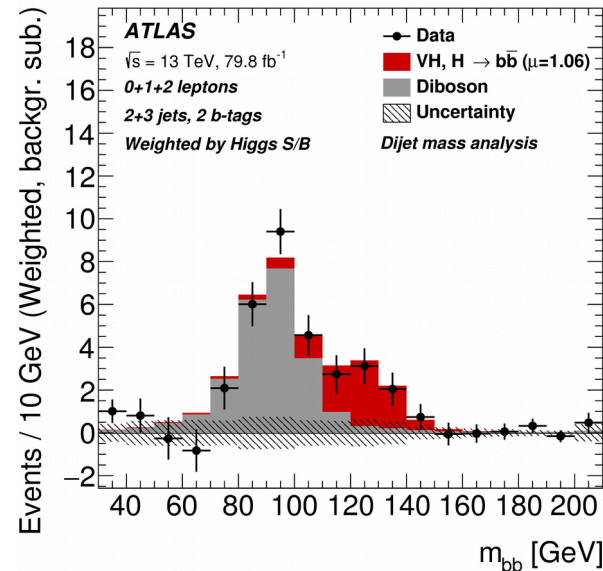 ATLAS
√s = 13 TeV, 79.8 fb⁻¹
0+1+2 leptons
2+3 jets, 2 b-tags
Weighted by Higgs S/B
Data
VH, H → bb̄ (μ=1.06)
Diboson
Uncertainty
Dijet mass analysis
Events / 10 GeV (Weighted, backgr. sub.)
18
16
14
12
10
8
6
4
2
0
−2
40 60 80 100 120 140 160 180 200
m_bb [GeV]